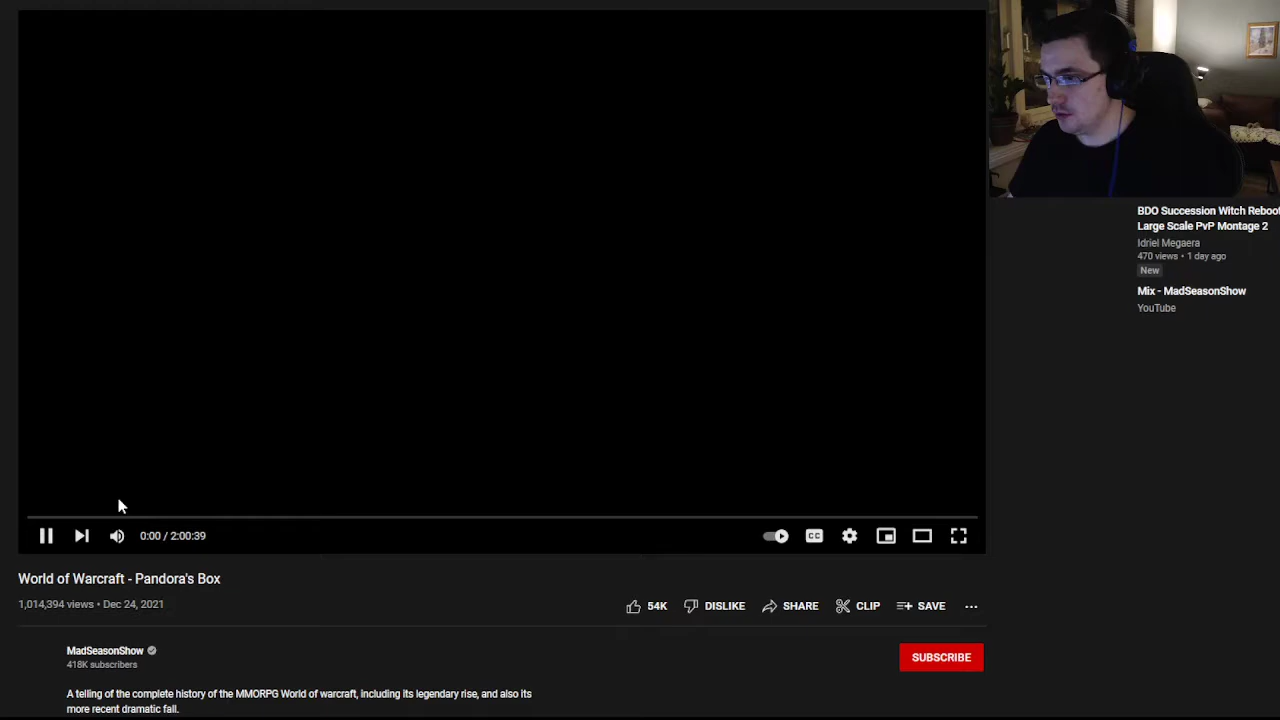 BDO Succession Witch Reboot
Large Scale PvP Montage 2
Idriel Megaera
470 views • 1 day ago
New
Mix - MadSeasonShow
YouTube
0:00 / 2:00:39
CC
World of Warcraft - Pandora's Box
1,014,394 views • Dec 24, 2021
54K DISLIKE SHARE CLIP SAVE
MadSeasonShow
418K subscribers
SUBSCRIBE
A telling of the complete history of the MMORPG World of warcraft, including its legendary rise, and also its
more recent dramatic fall.